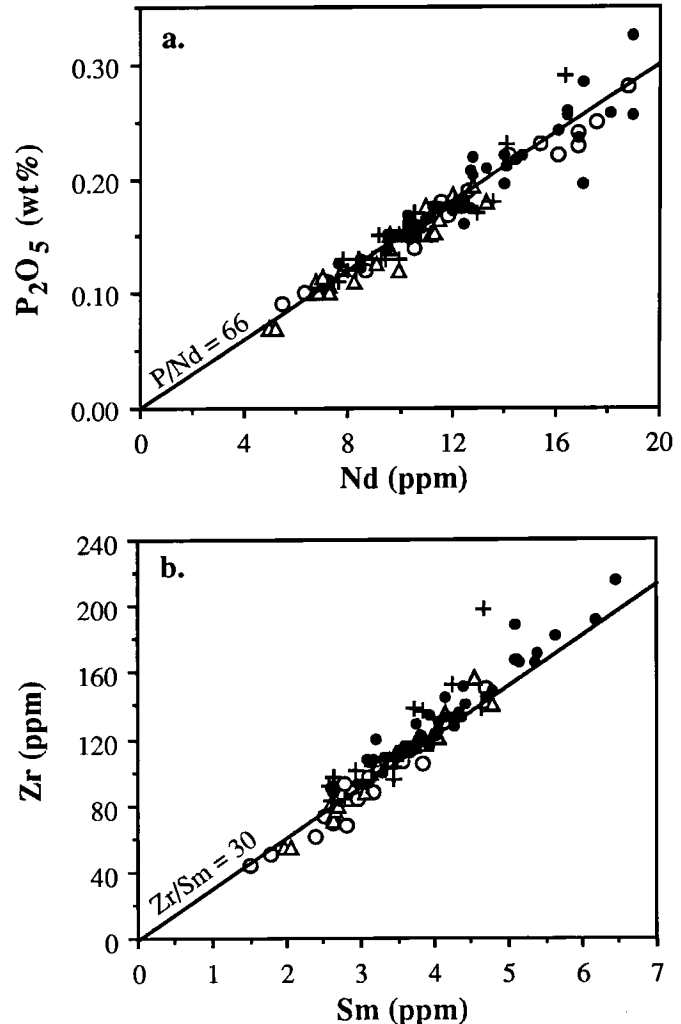 a.
0.30
0.20
0.10
0.00
P₂O₅ (wt%)
P/Nd = 66
0 4 8 12 16 20
Nd (ppm)
b.
240
200
160
120
80
40
0
Zr (ppm)
Zr/Sm = 30
0 1 2 3 4 5 6 7
Sm (ppm)